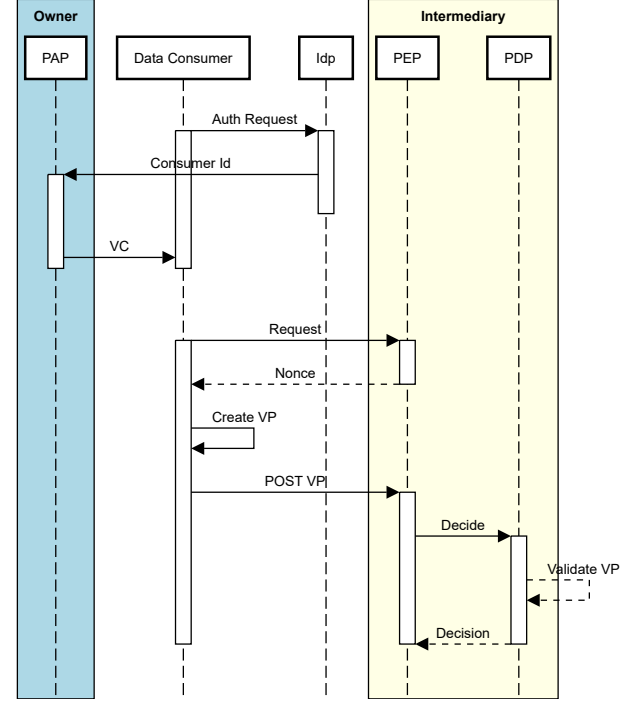 Owner
Intermediary
PAP
Data Consumer
Idp
PEP
PDP
Auth Request
Consumer Id
VC
Request
Nonce
Create VP
POST VP
Decide
Validate VP
Decision